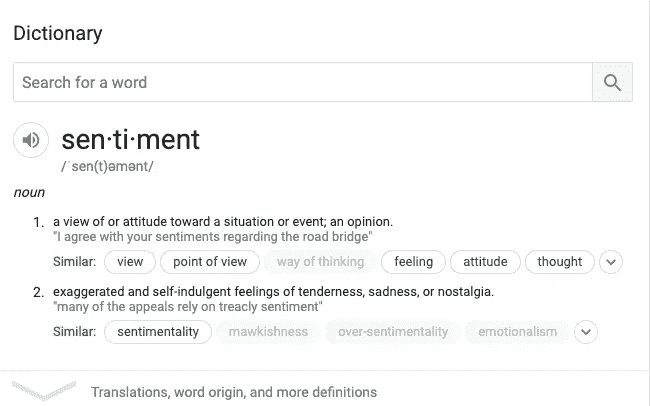 Dictionary
Search for a word
sen·ti·ment
/ˈsen(t)əmənt/
noun
1. a view of or attitude toward a situation or event; an opinion.
"I agree with your sentiments regarding the road bridge"
Similar: view point of view way of thinking feeling attitude thought
2. exaggerated and self-indulgent feelings of tenderness, sadness, or nostalgia.
"many of the appeals rely on treacly sentiment"
Similar: sentimentality mawkishness over-sentimentality emotionalism
Translations, word origin, and more definitions